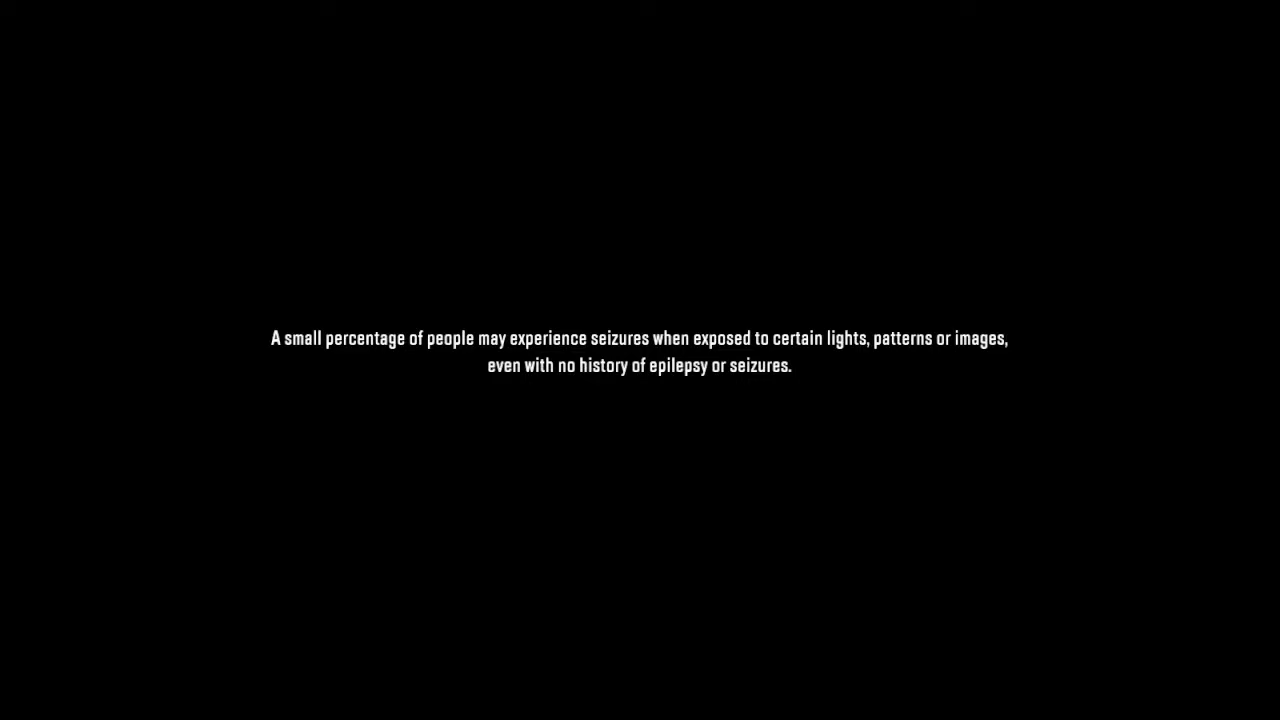 A small percentage of people may experience seizures when exposed to certain lights, patterns or images,
even with no history of epilepsy or seizures.